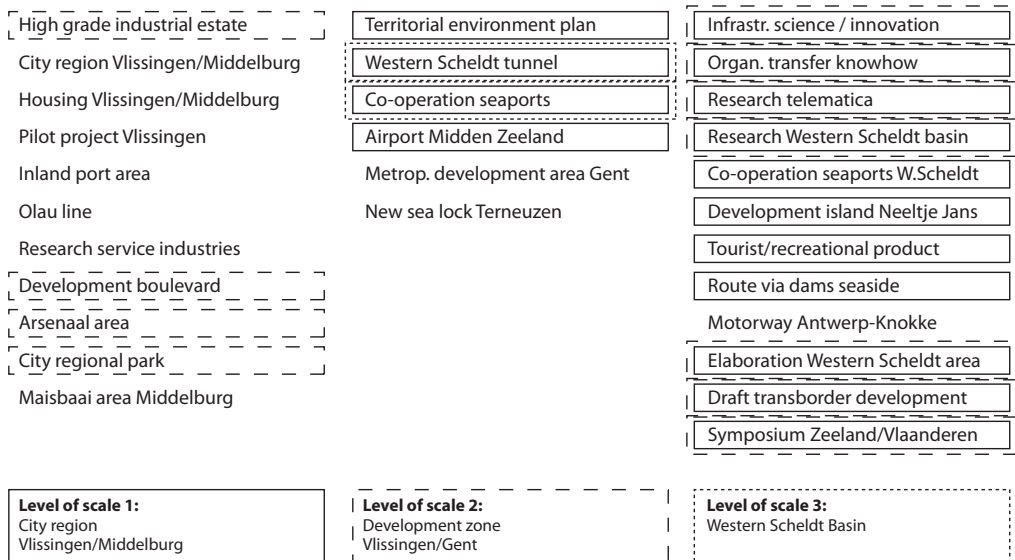 High grade industrial estate
City region Vlissingen/Middelburg
Housing Vlissingen/Middelburg
Pilot project Vlissingen
Inland port area
Olau line
Research service industries
Development boulevard
Arsenaal area
City regional park
Maisbaai area Middelburg
Territorial environment plan
Western Scheldt tunnel
Co-operation seaports
Airport Midden Zeeland
Metrop. development area Gent
New sea lock Terneuzen
Infrastr. science / innovation
Organ. transfer knowhow
Research telematica
Research Western Scheldt basin
Co-operation seaports W.Scheldt
Development island Neeltje Jans
Tourist/recreational product
Route via dams seaside
Motorway Antwerp-Knokke
Elaboration Western Scheldt area
Draft transborder development
Symposium Zeeland/Vlaanderen
Level of scale 1:
City region
Vlissingen/Middelburg
Level of scale 2:
Development zone
Vlissingen/Gent
Level of scale 3:
Western Scheldt Basin